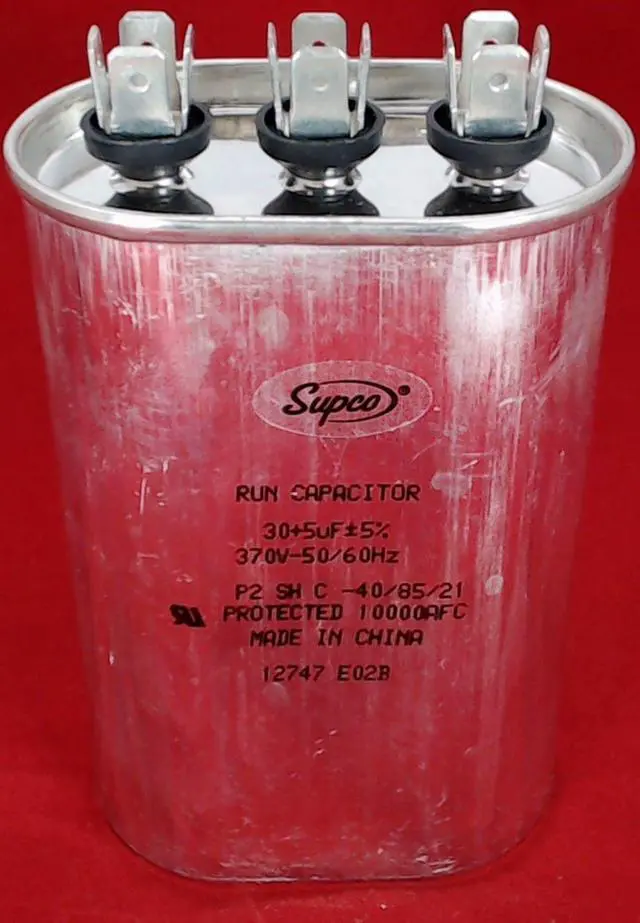 Supco®
RUN CAPACITOR
30+5uF±5%
370V-50/60Hz
P2 SH C -40/85/21
PROTECTED 10000AFC
MADE IN CHINA
12747 E02B